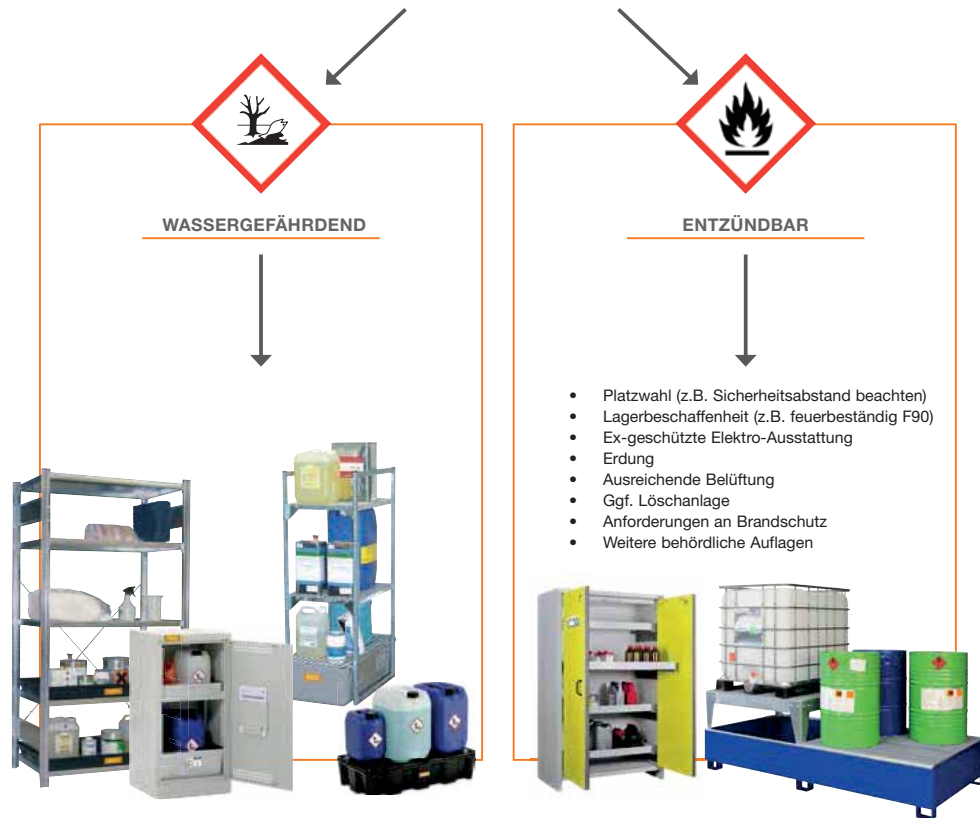 WASSERGEFÄHRDEND
ENTZÜNDBAR
• Platzwahl (z.B. Sicherheitsabstand beachten)
• Lagerbeschaffenheit (z.B. feuerbeständig F90)
• Ex-geschützte Elektro-Ausstattung
• Erdung
• Ausreichende Belüftung
• Ggf. Löschanlage
• Anforderungen an Brandschutz
• Weitere behördliche Auflagen